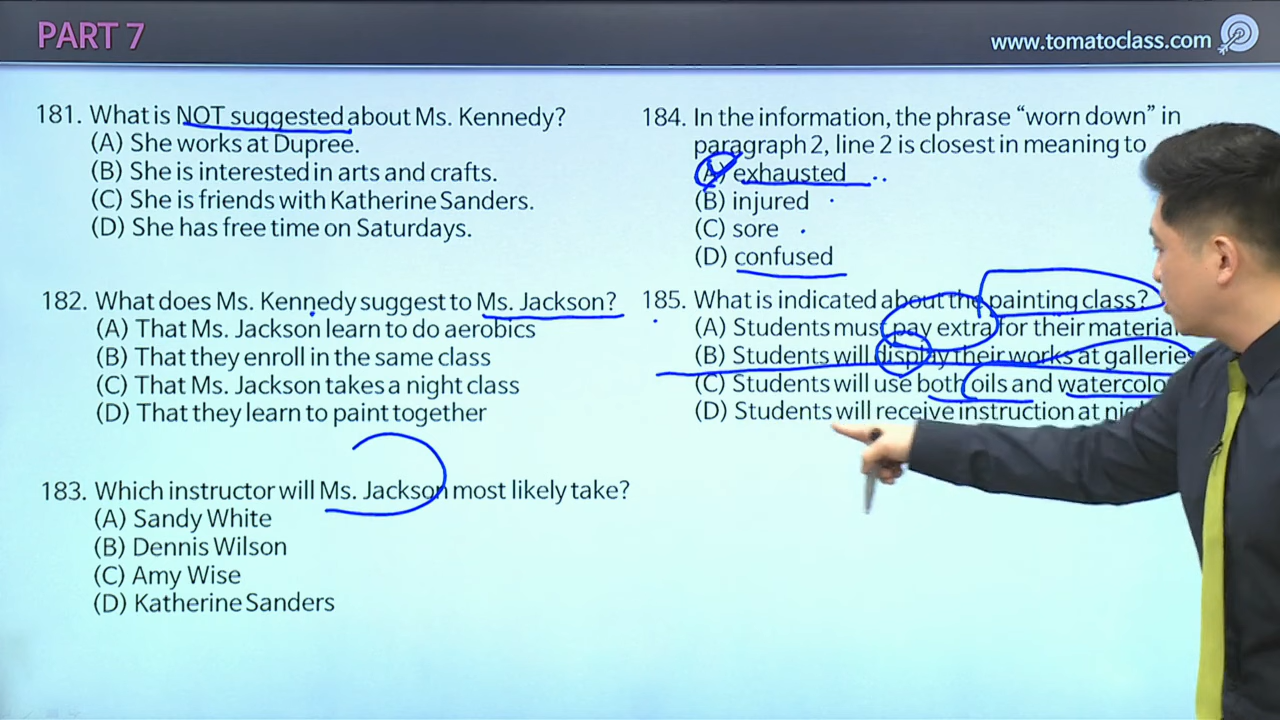 PART 7
www.tomatoclass.com
181. What is NOT suggested about Ms. Kennedy?
(A) She works at Dupree.
(B) She is interested in arts and crafts.
(C) She is friends with Katherine Sanders.
(D) She has free time on Saturdays.
182. What does Ms. Kennedy suggest to Ms. Jackson?
(A) That Ms. Jackson learn to do aerobics
(B) That they enroll in the same class
(C) That Ms. Jackson takes a night class
(D) That they learn to paint together
183. Which instructor will Ms. Jackson most likely take?
(A) Sandy White
(B) Dennis Wilson
(C) Amy Wise
(D) Katherine Sanders
184. In the information, the phrase “worn down” in
paragraph 2, line 2 is closest in meaning to
(A) exhausted
(B) injured
(C) sore
(D) confused
185. What is indicated about the painting class?
(A) Students must pay extra for their
(B) Students will display their works at
(C) Students will use both oils and
(D) Students will receive instruction at